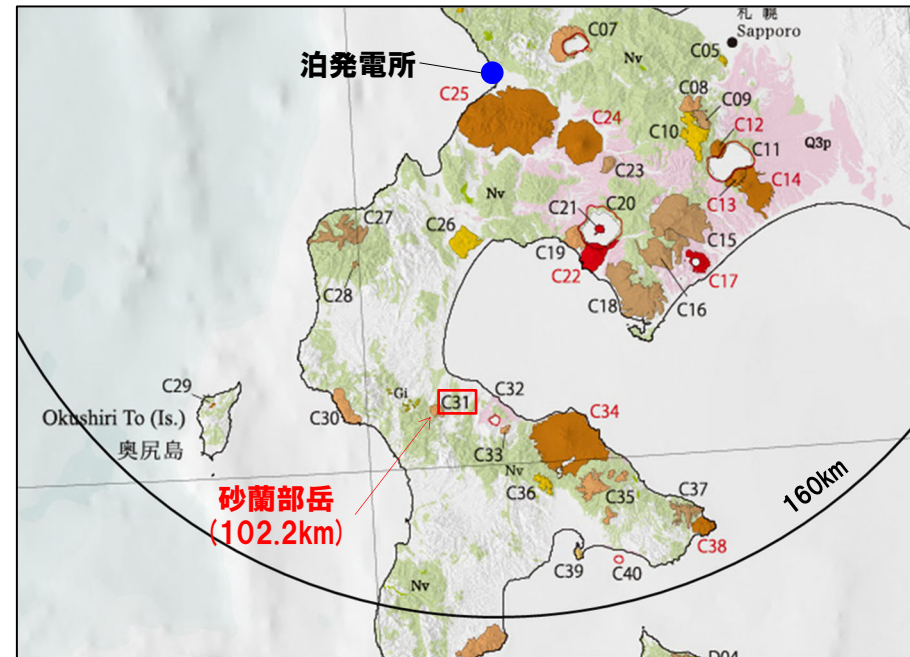 札幌
Sapporo
C07
Nv
C05
泊発電所
C25
C24
C08
C09
C10
C12
C11
Q3p
C23
C13
C14
Nv
C20
C21
C27
C26
C19
C15
C22
C17
C28
C18
C16
C29
Gi
C31
C32
Okushiri To (Is.)
奥尻島
C30
C34
C33
Nv
C36
C35
C37
160km
砂蘭部岳
(102.2km)
C38
C39
C40
Nv
D04